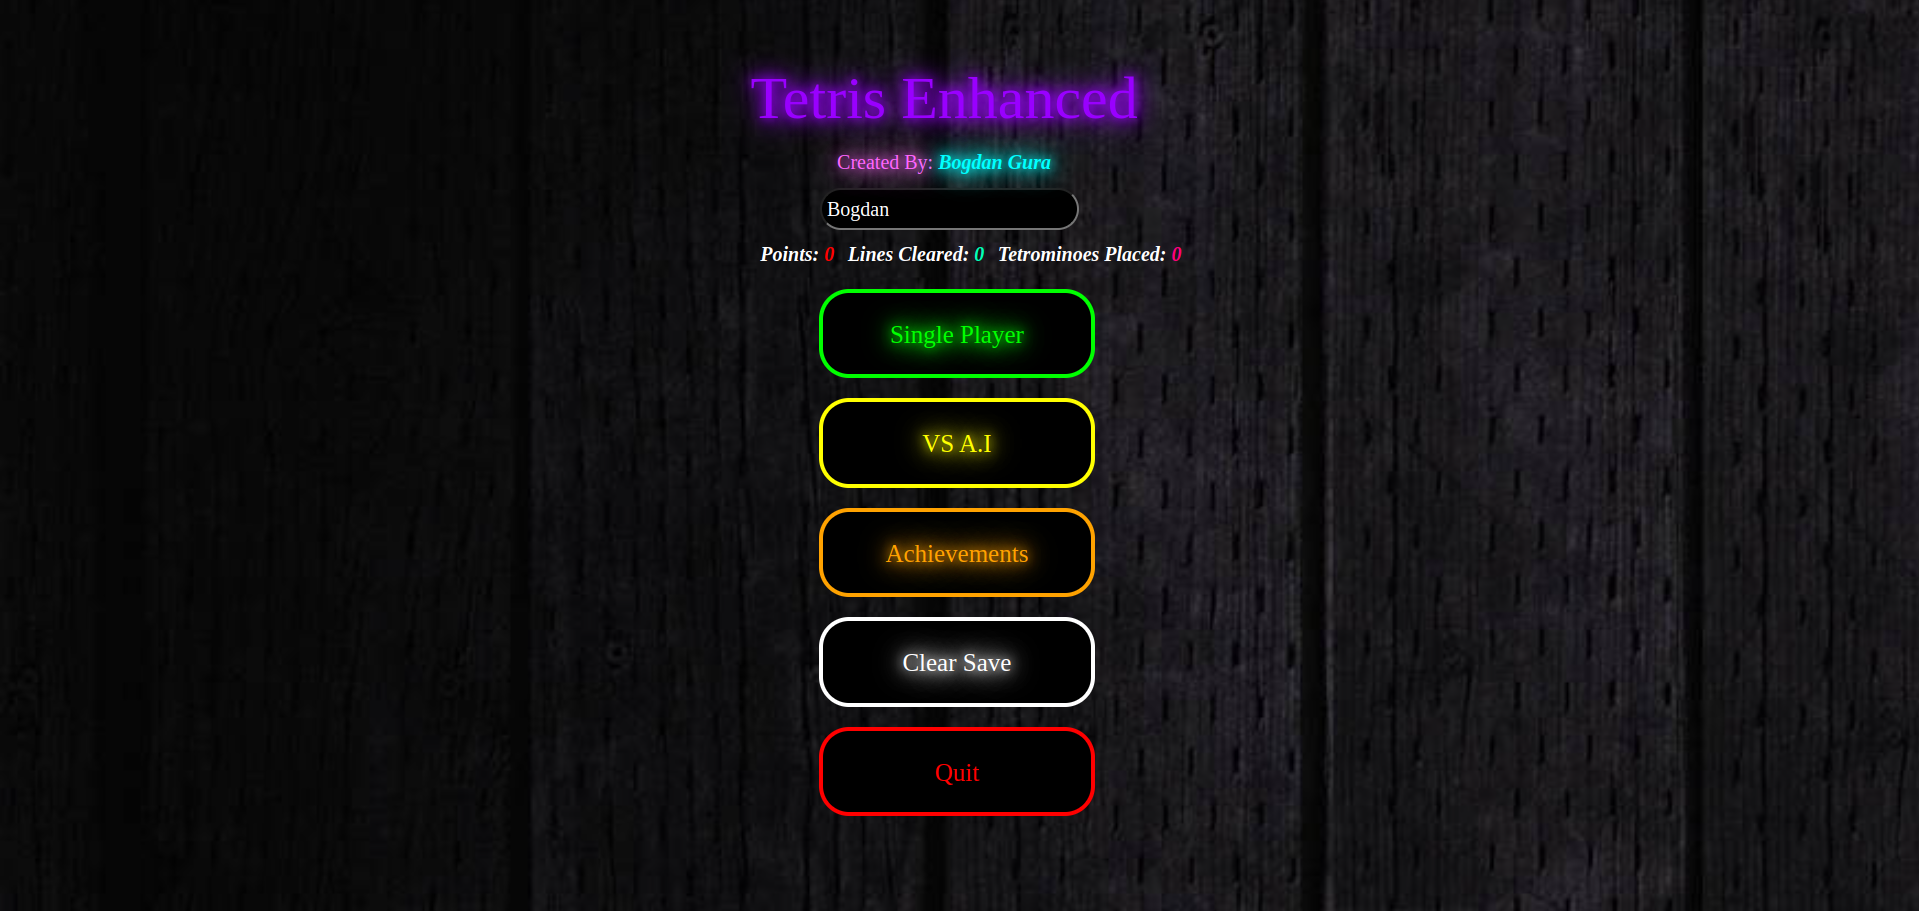 Tetris Enhanced
Created By: Bogdan Gura
Bogdan
Points: 0 Lines Cleared: 0 Tetrominoes Placed: 0
Single Player
VS A.I
Achievements
Clear Save
Quit